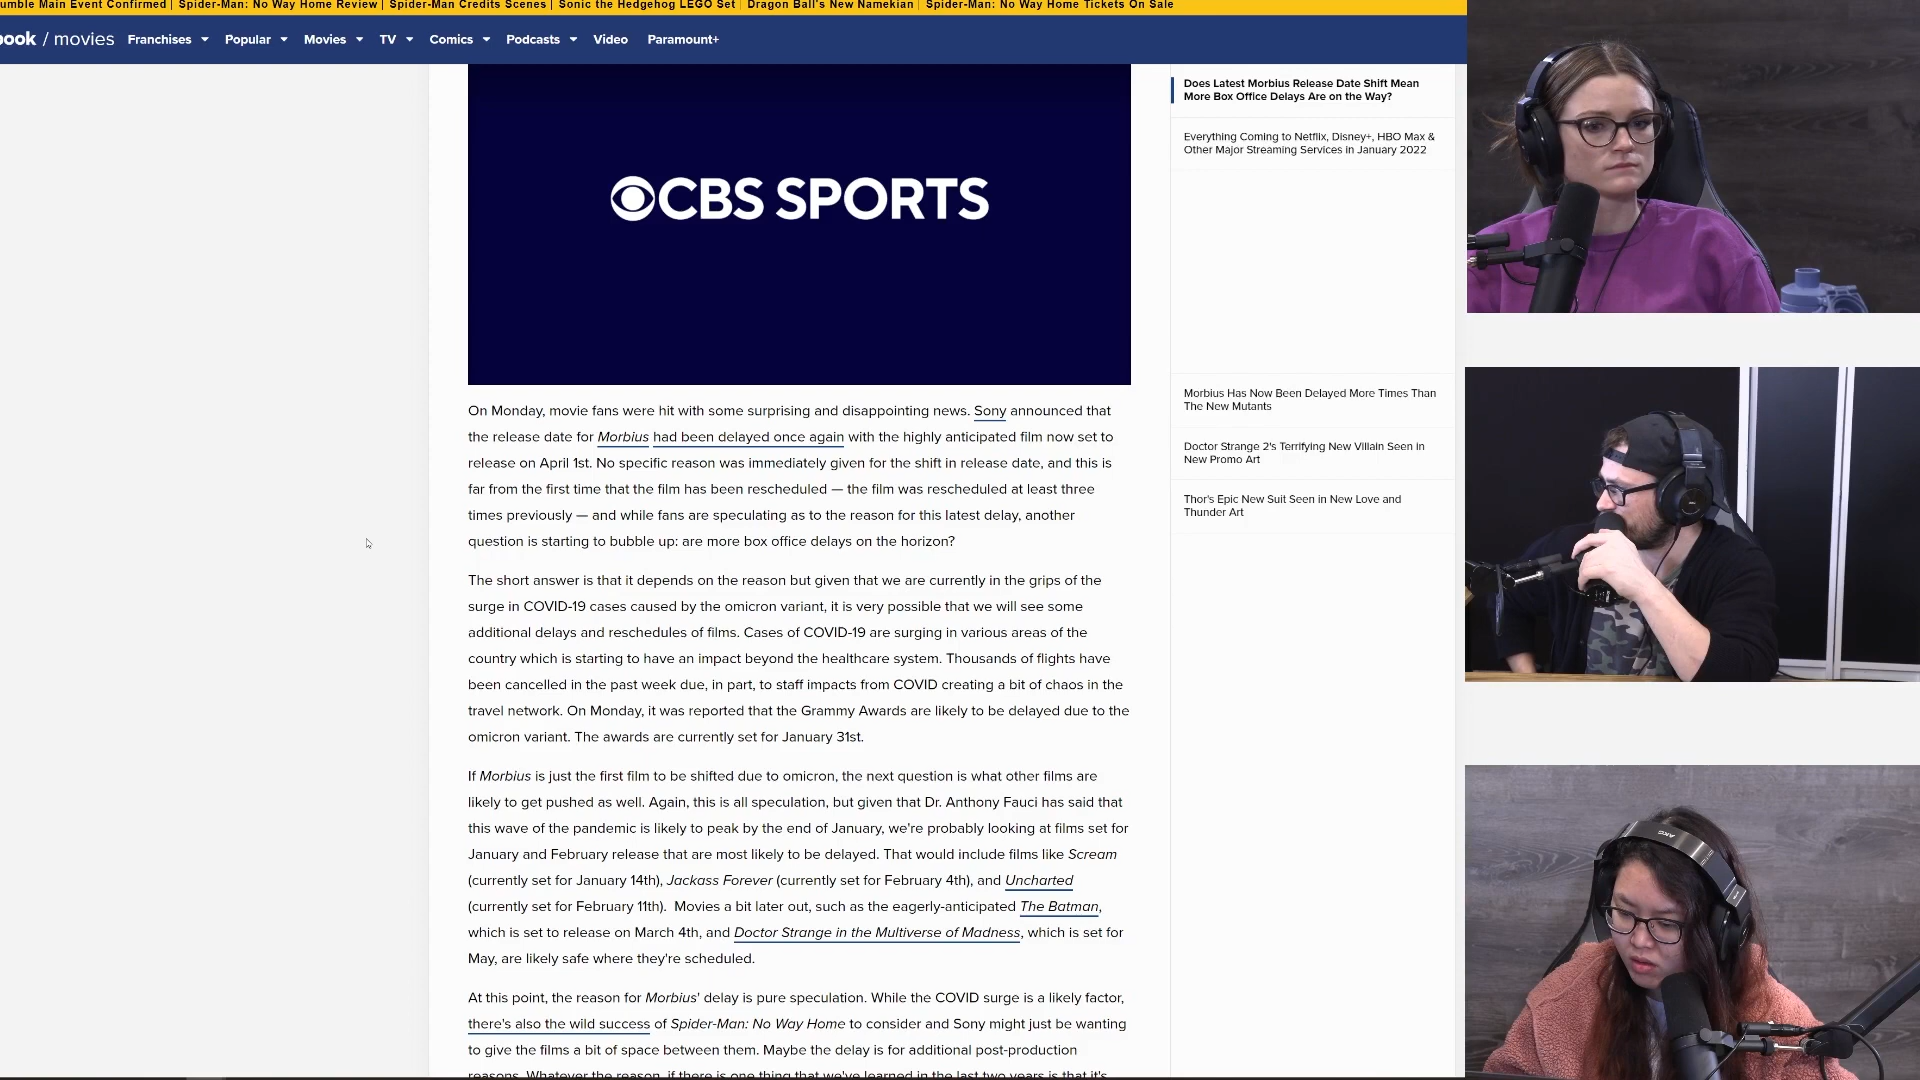 umble Main Event Confirmed | Spider-Man: No Way Home Review | Spider-Man Credits Scenes | Sonic the Hedgehog LEGO Set | Dragon Ball's New Namekian | Spider-Man: No Way Home Tickets On Sale
book / movies Franchises Popular Movies TV Comics Podcasts Video Paramount+
CBS SPORTS
On Monday, movie fans were hit with some surprising and disappointing news. Sony announced that
the release date for Morbius had been delayed once again with the highly anticipated film now set to
release on April 1st. No specific reason was immediately given for the shift in release date, and this is
far from the first time that the film has been rescheduled — the film was rescheduled at least three
times previously — and while fans are speculating as to the reason for this latest delay, another
question is starting to bubble up: are more box office delays on the horizon?
The short answer is that it depends on the reason but given that we are currently in the grips of the
surge in COVID-19 cases caused by the omicron variant, it is very possible that we will see some
additional delays and reschedules of films. Cases of COVID-19 are surging in various areas of the
country which is starting to have an impact beyond the healthcare system. Thousands of flights have
been cancelled in the past week due, in part, to staff impacts from COVID creating a bit of chaos in the
travel network. On Monday, it was reported that the Grammy Awards are likely to be delayed due to the
omicron variant. The awards are currently set for January 31st.
If Morbius is just the first film to be shifted due to omicron, the next question is what other films are
likely to get pushed as well. Again, this is all speculation, but given that Dr. Anthony Fauci has said that
this wave of the pandemic is likely to peak by the end of January, we're probably looking at films set for
January and February release that are most likely to be delayed. That would include films like Scream
(currently set for January 14th), Jackass Forever (currently set for February 4th), and Uncharted
(currently set for February 11th). Movies a bit later out, such as the eagerly-anticipated The Batman,
which is set to release on March 4th, and Doctor Strange in the Multiverse of Madness, which is set for
May, are likely safe where they're scheduled.
At this point, the reason for Morbius' delay is pure speculation. While the COVID surge is a likely factor,
there's also the wild success of Spider-Man: No Way Home to consider and Sony might just be wanting
to give the films a bit of space between them. Maybe the delay is for additional post-production
reasons. Whatever the reason, if there is one thing that we've learned in the last two years is that it's
Does Latest Morbius Release Date Shift Mean
More Box Office Delays Are on the Way?
Everything Coming to Netflix, Disney+, HBO Max &
Other Major Streaming Services in January 2022
Morbius Has Now Been Delayed More Times Than
The New Mutants
Doctor Strange 2's Terrifying New Villain Seen in
New Promo Art
Thor's Epic New Suit Seen in New Love and
Thunder Art
AKG